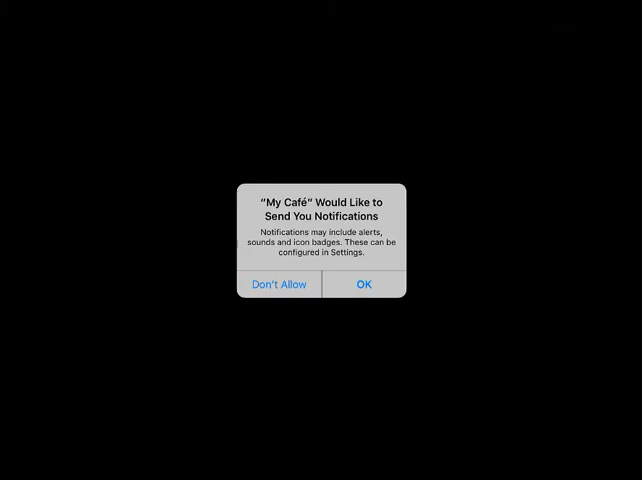 “My Café“ Would Like to
Send You Notifications
Notifications may include alerts,
sounds and icon badges. These can be
configured in Settings.
Don’t Allow
OK